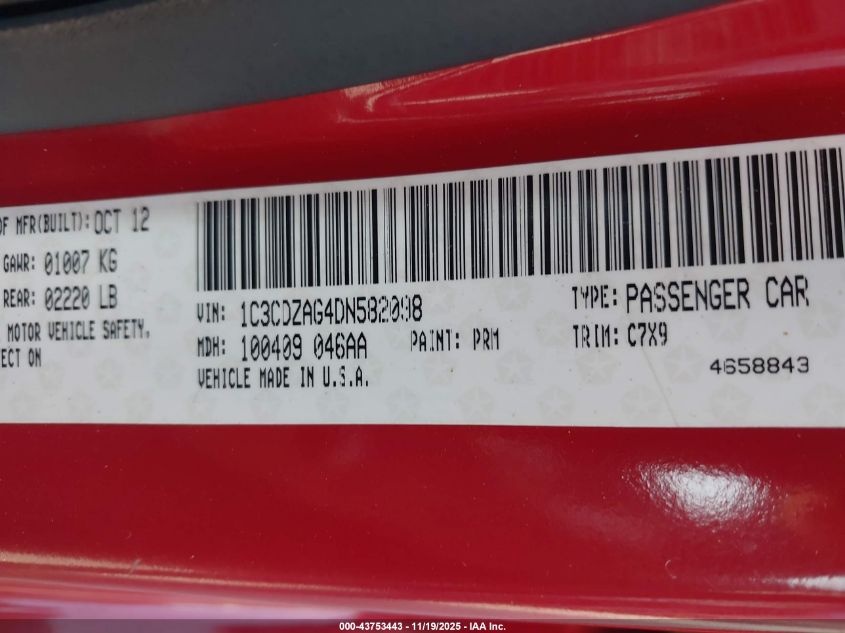 OF MFR(BUILT): OCT 12
GAWR: 01007 KG
REAR: 02220 LB
MOTOR VEHICLE SAFETY,
ECT ON
VIN: 1C3CDZAG4DN582098
TYPE: PASSENGER CAR
MDH: 100409 046AA
PAINT: PRM
TRIM: C7X9
VEHICLE MADE IN U.S.A.
4658843
000-43753443 - 11/19/2025 - IAA Inc.